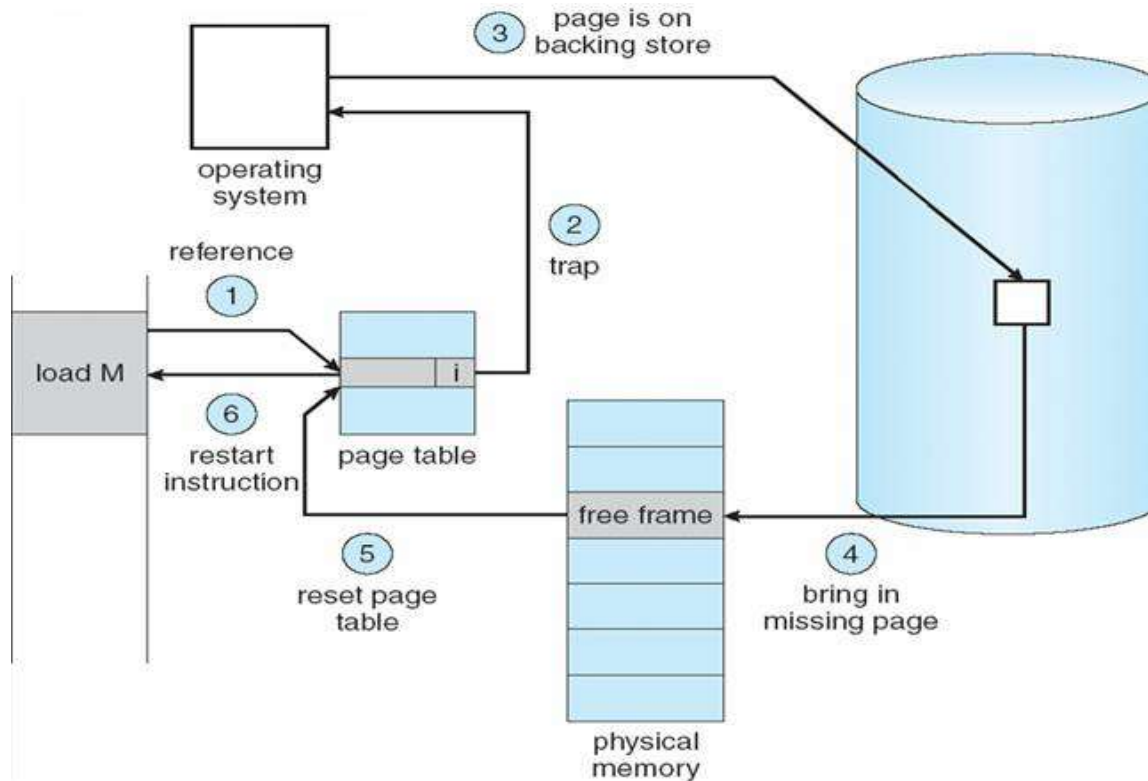 3
page is on
backing store
operating
system
2
trap
reference
1
load M
i
6
restart
instruction
page table
free frame
5
reset page
table
4
bring in
missing page
physical
memory